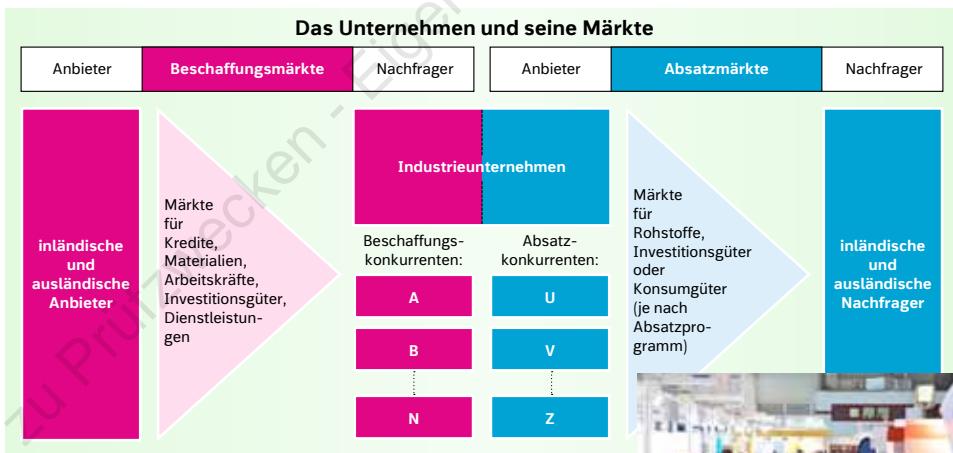 Das Unternehmen und seine Märkte
Anbieter
Beschaffungsmärkte
Nachfrager
Anbieter
Absatzmärkte
Nachfrager
inländische
und
ausländische
Anbieter
Märkte
für
Kredite,
Materialien,
Arbeitskräfte,
Investitionsgüter,
Dienstleistun-
gen
Industrieunternehmen
Beschaffungs-
konkurrenten:
A
B
N
Absatz-
konkurrenten:
U
V
Z
Märkte
für
Rohstoffe,
Investitionsgüter
oder
Konsumgüter
(je nach
Absatzpro-
gramm)
inländische
und
ausländische
Nachfrager
zu Prüfzwecken -